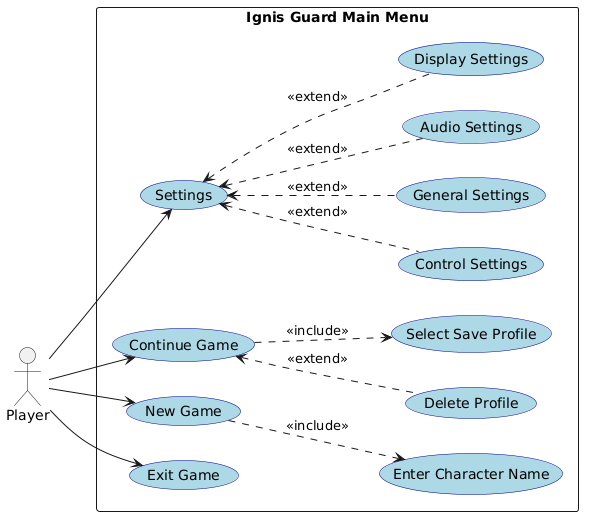 Ignis Guard Main Menu
Display Settings
«extend»
Audio Settings
«extend»
Settings
«extend»
General Settings
«extend»
Control Settings
Continue Game
«include»
Select Save Profile
«extend»
Delete Profile
Player
New Game
«include»
Enter Character Name
Exit Game